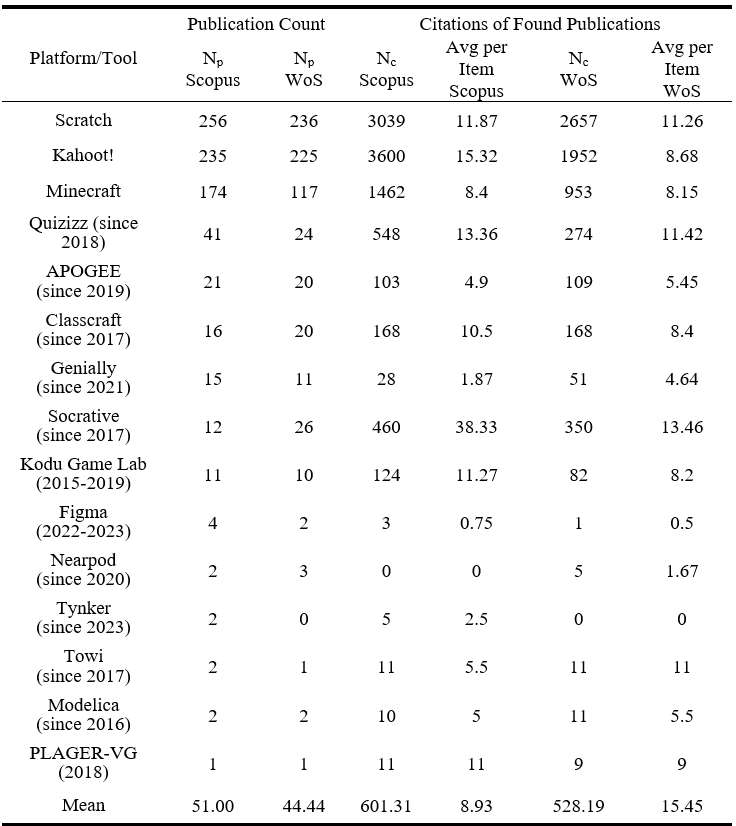 Publication Count Citations of Found Publications
Platform/Tool Np Scopus Np WoS Nc Scopus Avg per Item Scopus Nc WoS Avg per Item WoS
Scratch 256 236 3039 11.87 2657 11.26
Kahoot! 235 225 3600 15.32 1952 8.68
Minecraft 174 117 1462 8.4 953 8.15
Quizizz (since 2018) 41 24 548 13.36 274 11.42
APOGEE (since 2019) 21 20 103 4.9 109 5.45
Classcraft (since 2017) 16 20 168 10.5 168 8.4
Genially (since 2021) 15 11 28 1.87 51 4.64
Socrative (since 2017) 12 26 460 38.33 350 13.46
Kodu Game Lab (2015-2019) 11 10 124 11.27 82 8.2
Figma (2022-2023) 4 2 3 0.75 1 0.5
Nearpod (since 2020) 2 3 0 0 5 1.67
Tynker (since 2023) 2 0 5 2.5 0 0
Towi (since 2017) 2 1 11 5.5 11 11
Modelica (since 2016) 2 2 10 5 11 5.5
PLAGER-VG (2018) 1 1 11 11 9 9
Mean 51.00 44.44 601.31 8.93 528.19 15.45